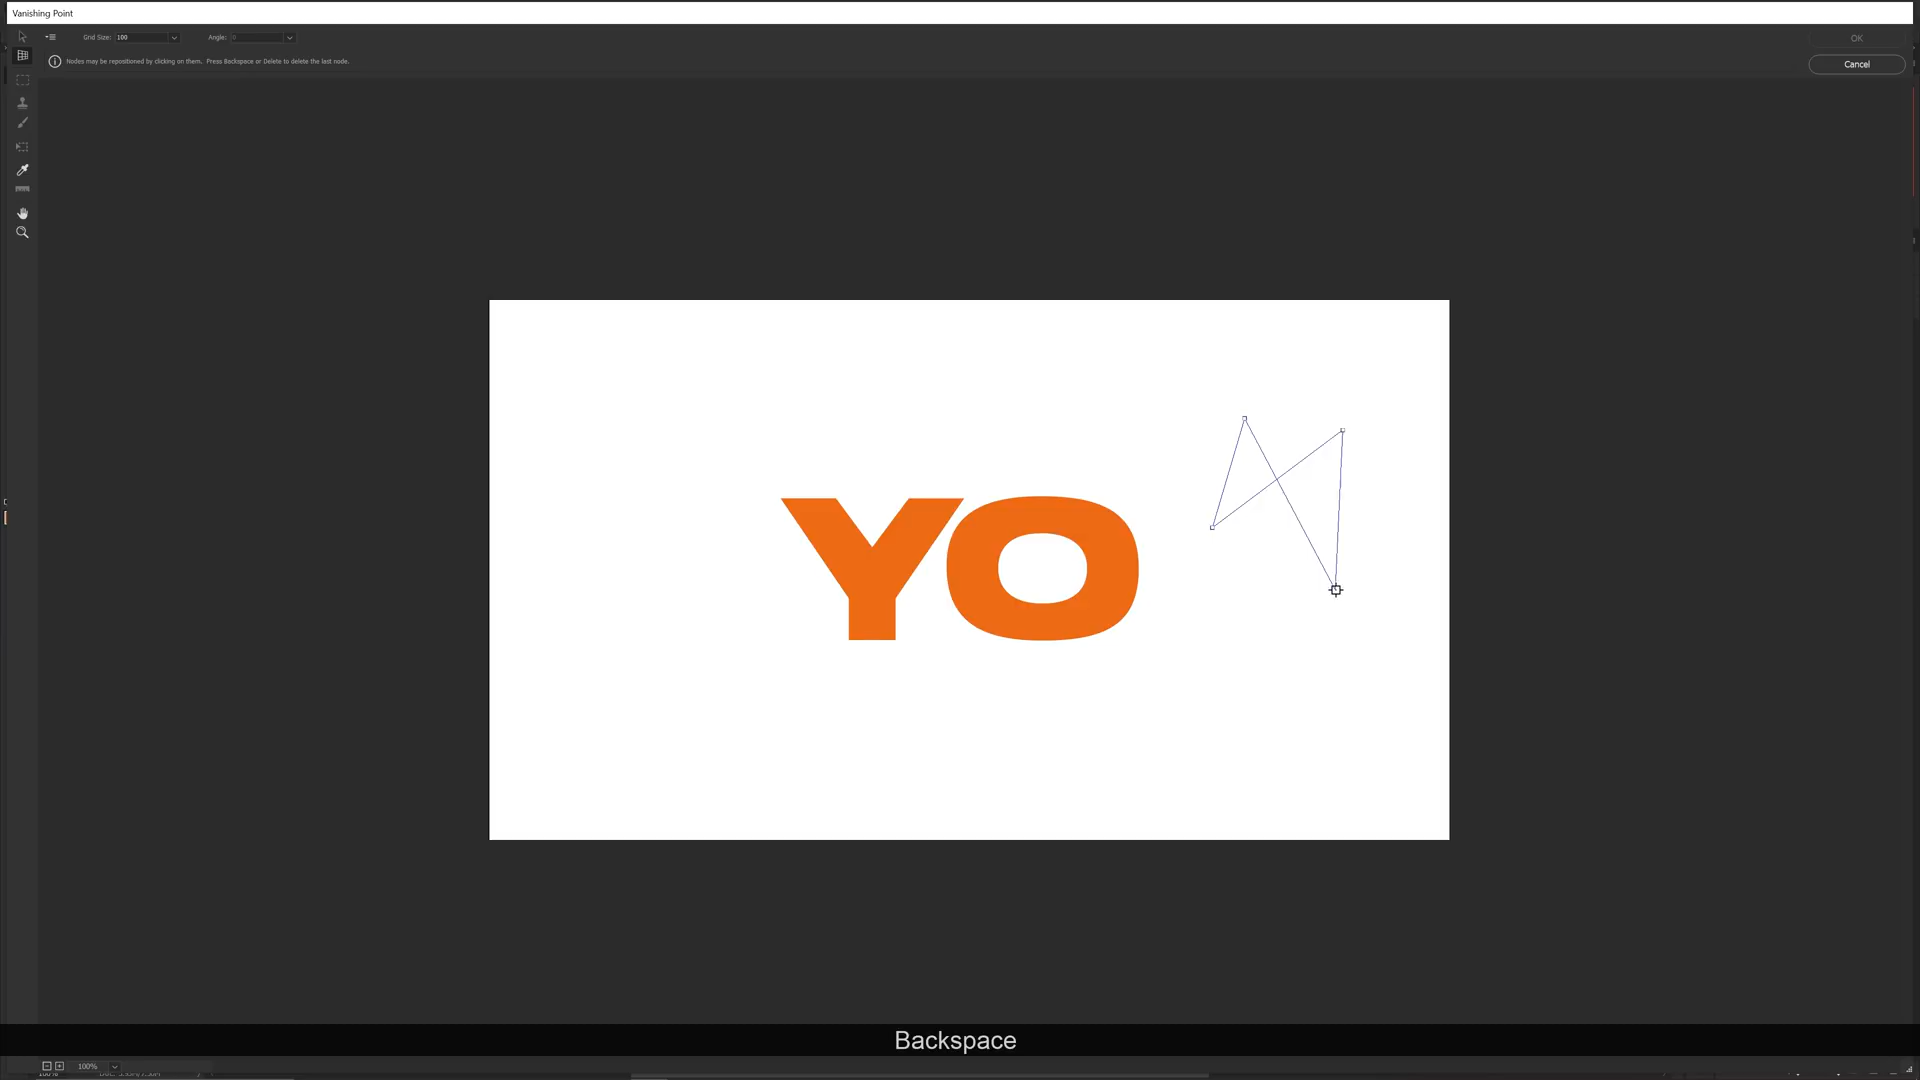 Vanishing Point
Grid Size: 100
Angle: 0
OK
Nodes may be repositioned by clicking on them. Press Backspace or Delete to delete the last node.
Cancel
YO
Backspace
100%